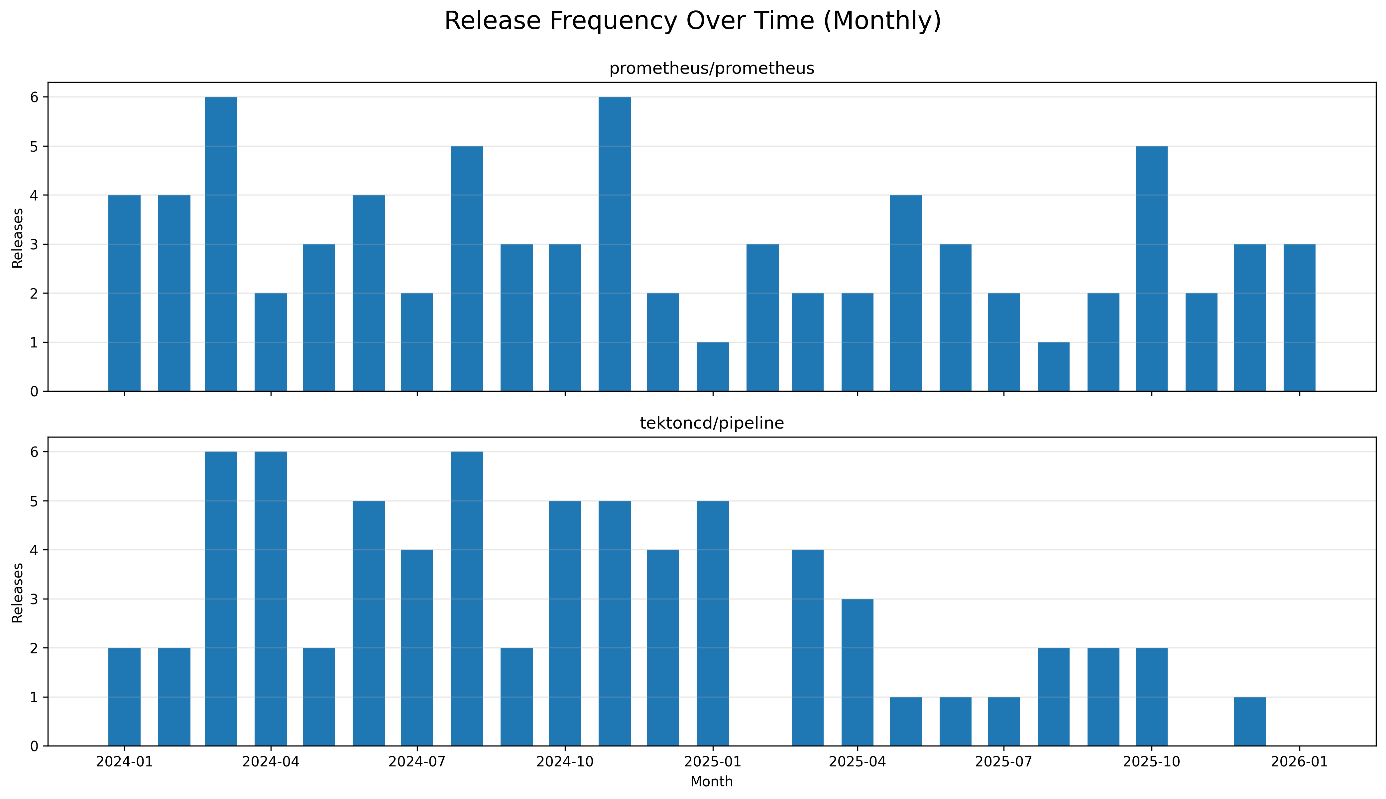 Release Frequency Over Time (Monthly)
prometheus/prometheus
6
5
4
3
2
1
0
Releases
tektoncd/pipeline
6
5
4
3
2
1
0
Releases
2024-01 2024-04 2024-07 2024-10 2025-01 2025-04 2025-07 2025-10 2026-01
Month